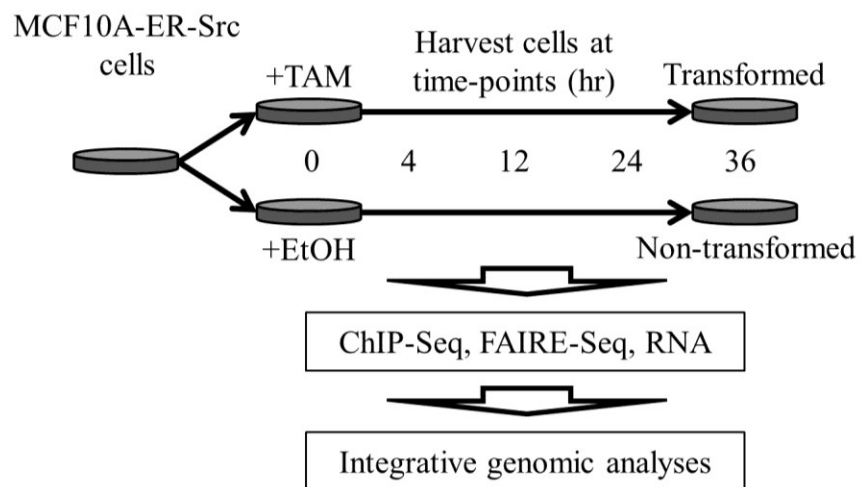 MCF10A-ER-Src
cells
+TAM
Harvest cells at
time-points (hr)
Transformed
0 4 12 24 36
+EtOH
Non-transformed
ChIP-Seq, FAIRE-Seq, RNA
Integrative genomic analyses